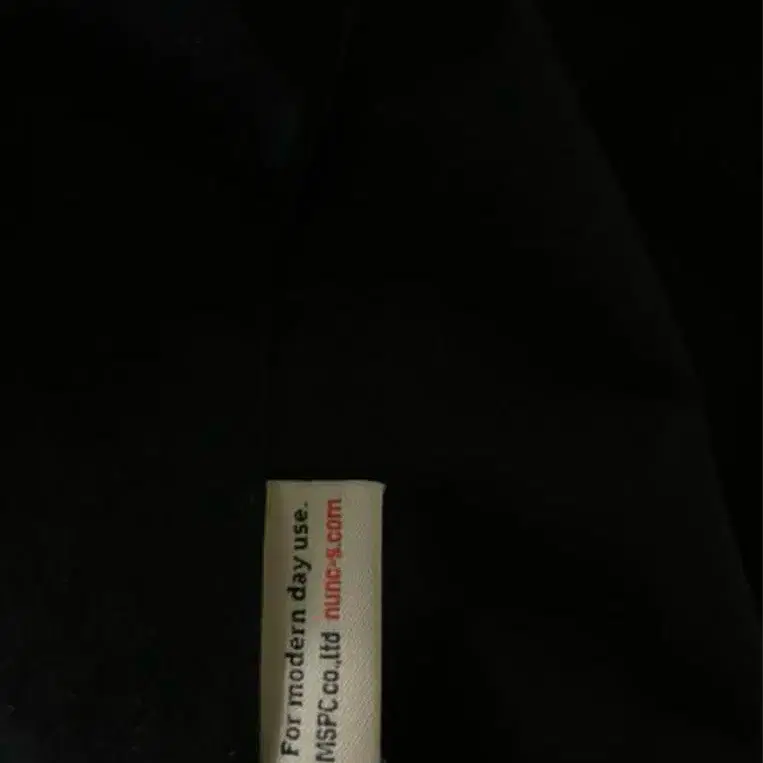 For modern day use.
MSPC co.,ltd nunc-s.com